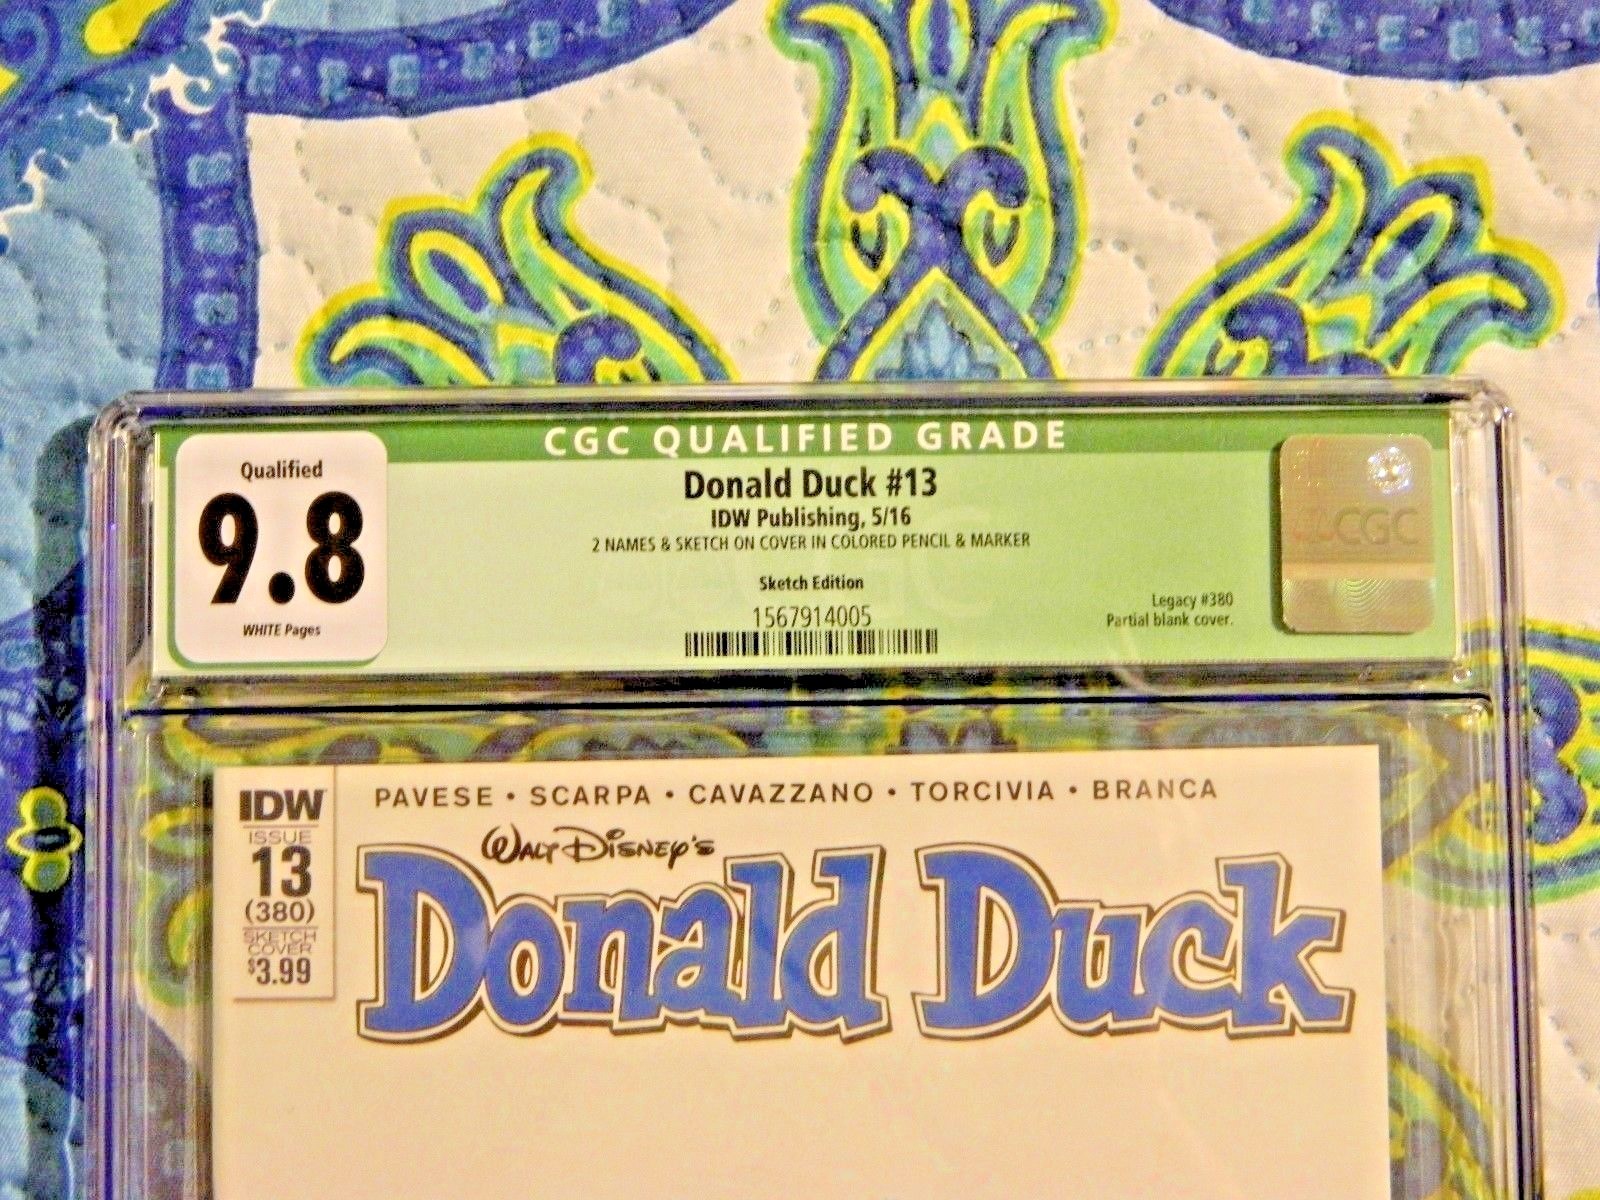 CGC QUALIFIED GRADE
Qualified
9.8
WHITE Pages
Donald Duck #13
IDW Publishing, 5/16
2 NAMES & SKETCH ON COVER IN COLORED PENCIL & MARKER
Sketch Edition
1567914005
Legacy #380
Partial blank cover.
CGC
IDW
ISSUE
13
(380)
SKETCH
COVER
$3.99
PAVESE • SCARPA • CAVAZZANO • TORCIVIA • BRANCA
WALT DISNEY'S
Donald Duck